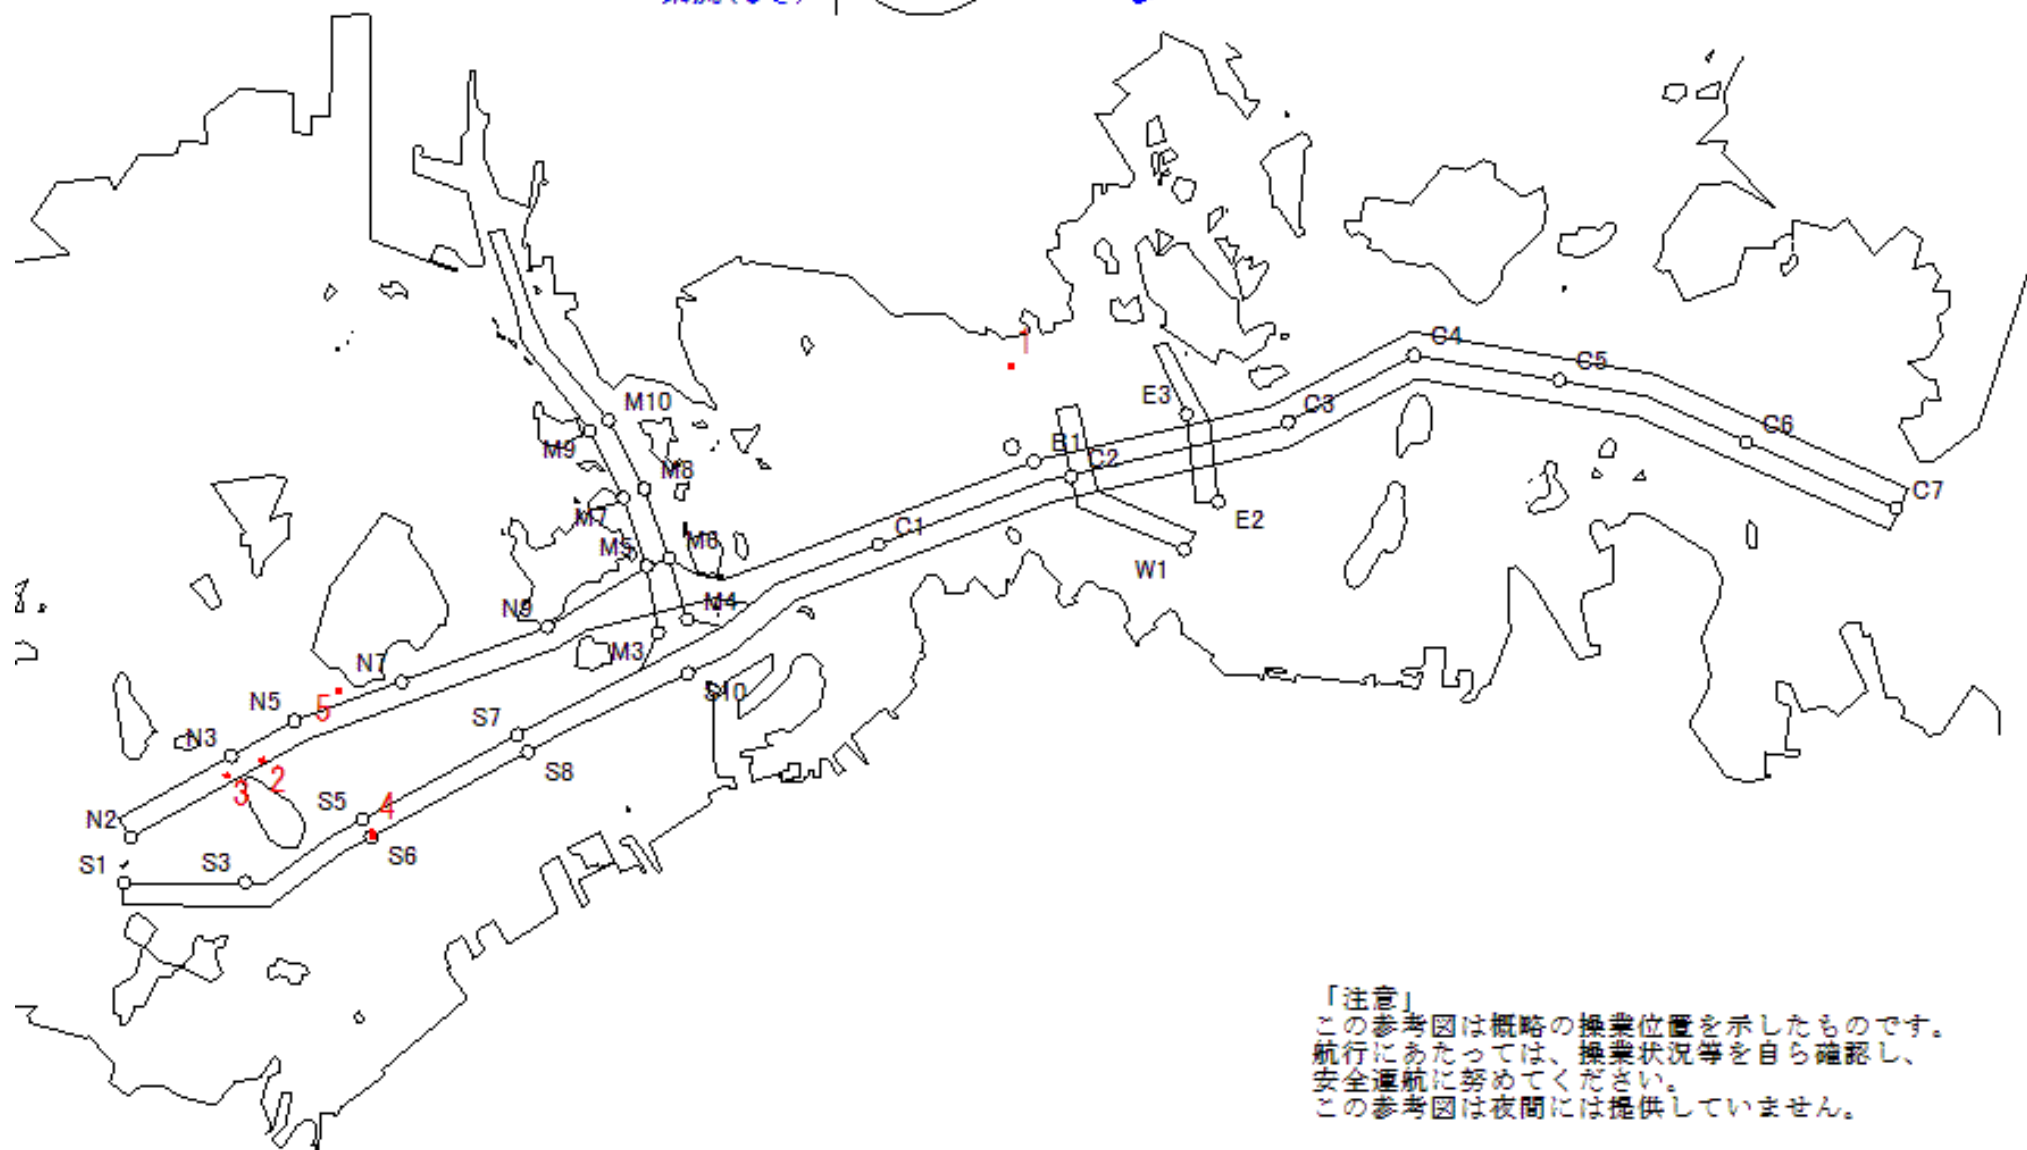 1
C4
C5
M10
E3
C3
C6
M9
B1
C2
M8
C7
M7
E2
C1
M5
M6
W1
N9
M4
M3
N7
S10
N5
5
S7
N3
S8
2
3
S5
4
N2
S6
S1
S3
「注意」
この参考図は概略の操業位置を示したものです。
航行にあたっては、操業状況等を自ら確認し、
安全運航に努めてください。
この参考図は夜間には提供していません。